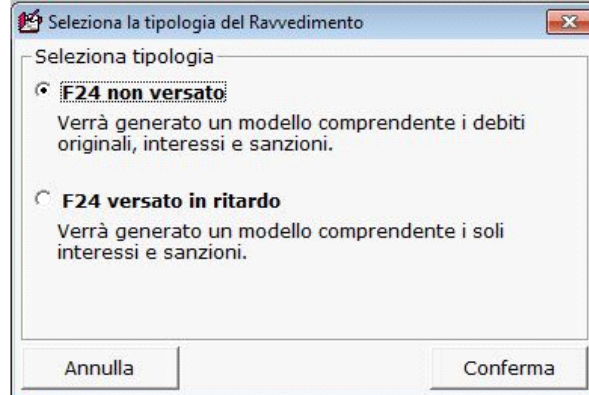 Seleziona la tipologia del Ravvedimento
Seleziona tipologia
F24 non versato
Verrà generato un modello comprendente i debiti
originali, interessi e sanzioni.
F24 versato in ritardo
Verrà generato un modello comprendente i soli
interessi e sanzioni.
Annulla
Conferma